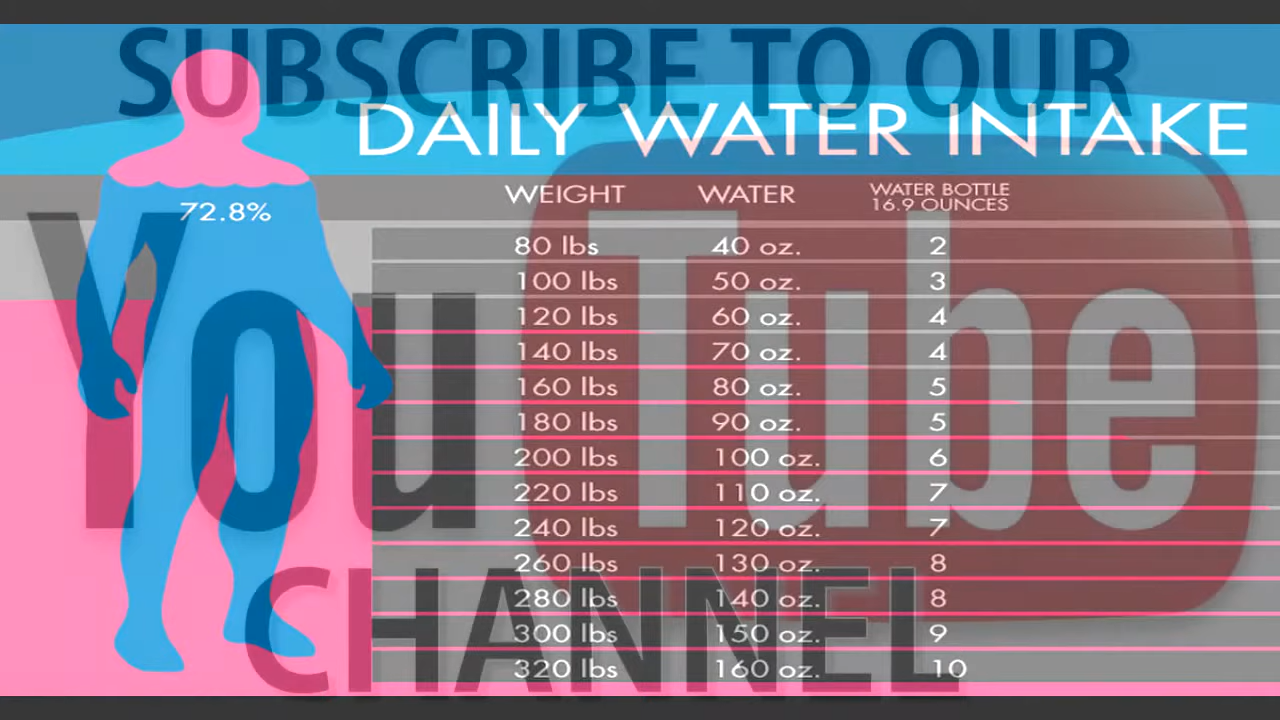 SUBSCRIBE TO OUR
DAILY WATER INTAKE
WEIGHT WATER WATER BOTTLE
16.9 OUNCES
72.8%
YouTube
80 lbs 40 oz. 2
100 lbs 50 oz. 3
120 lbs 60 oz. 4
140 lbs 70 oz. 4
160 lbs 80 oz. 5
180 lbs 90 oz. 5
200 lbs 100 oz. 6
220 lbs 110 oz. 7
240 lbs 120 oz. 7
260 lbs 130 oz. 8
280 lbs 140 oz. 8
300 lbs 150 oz. 9
320 lbs 160 oz. 10
CHANNEL